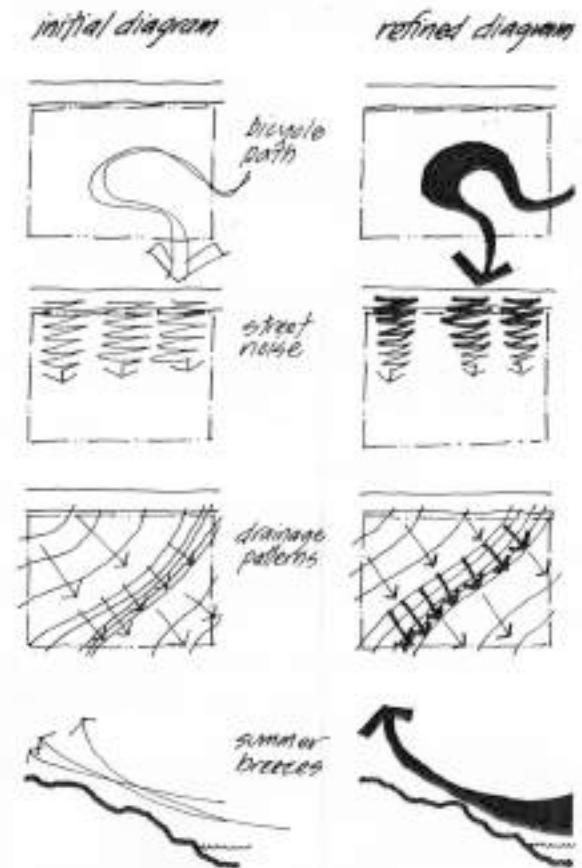 initial diagram
refined diagram
bicycle
path
street
noise
drainage
patterns
summer
breezes